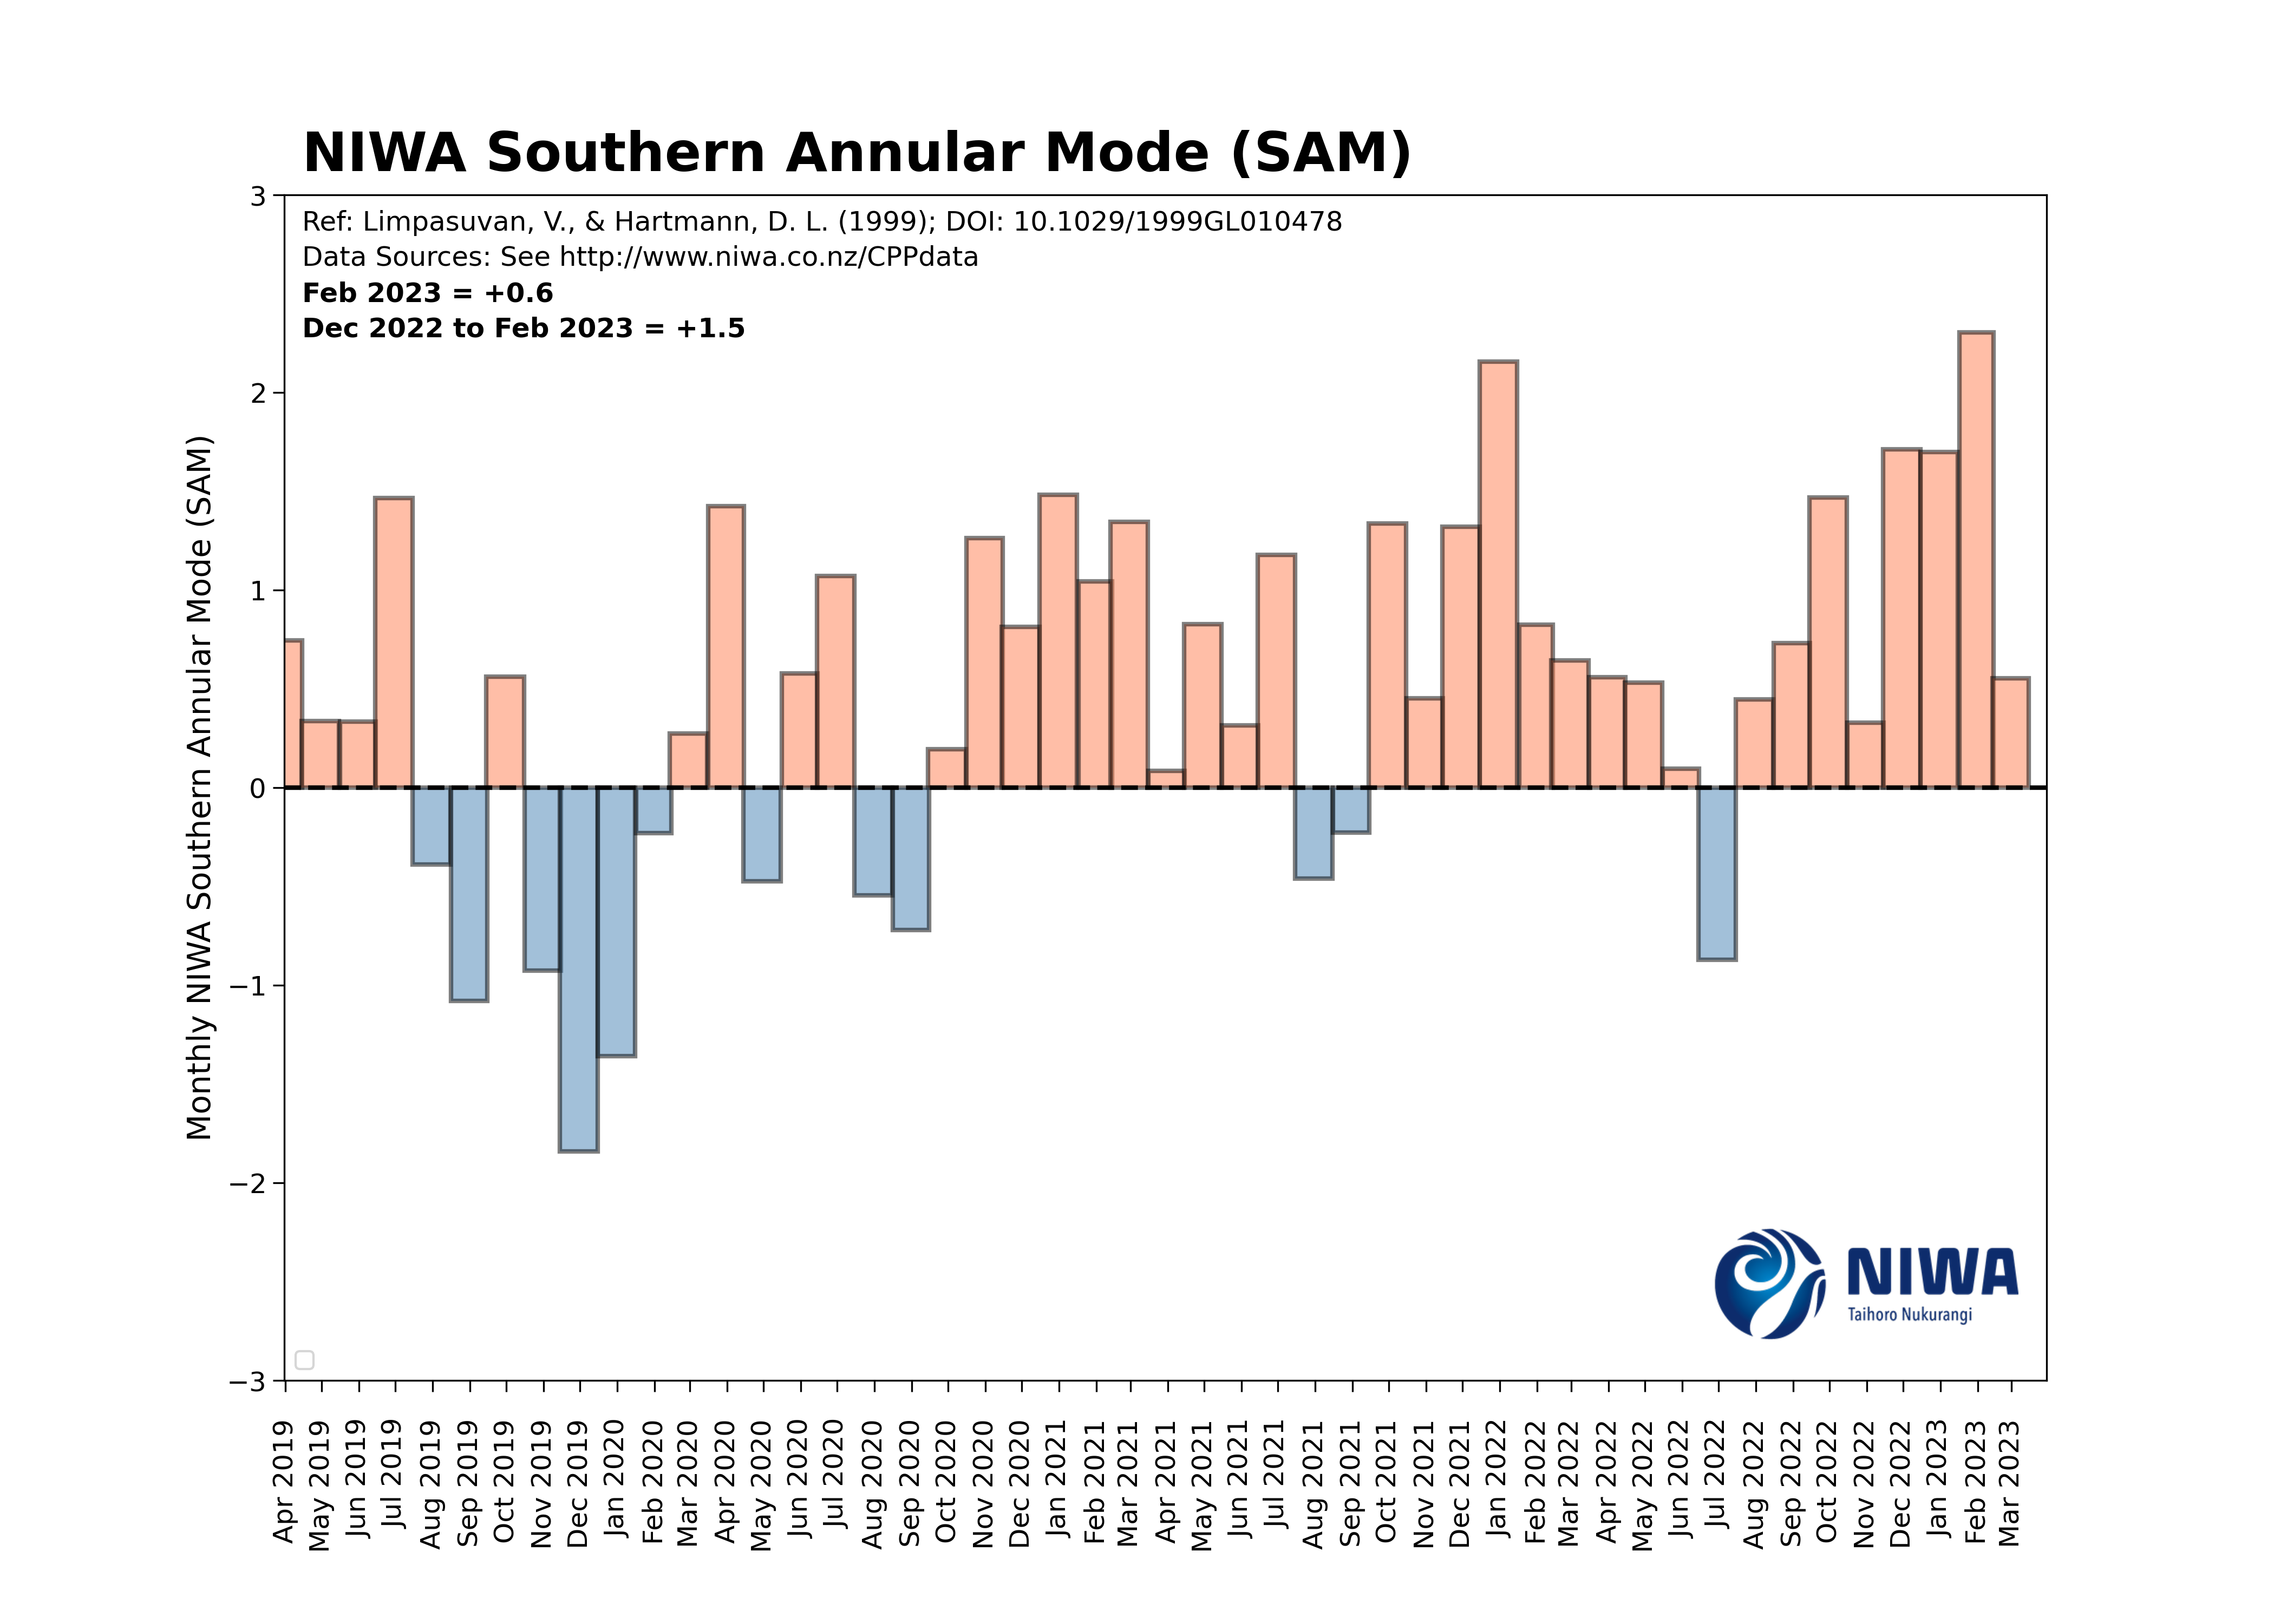 NIWA Southern Annular Mode (SAM)
Ref: Limpasuvan, V., & Hartmann, D. L. (1999); DOI: 10.1029/1999GL010478
Data Sources: See http://www.niwa.co.nz/CPPdata
Feb 2023 = +0.6
Dec 2022 to Feb 2023 = +1.5
Monthly NIWA Southern Annular Mode (SAM)
3
2
1
0
−1
−2
−3
NIWA
Taihoro Nukurangi
Apr 2019
May 2019
Jun 2019
Jul 2019
Aug 2019
Sep 2019
Oct 2019
Nov 2019
Dec 2019
Jan 2020
Feb 2020
Mar 2020
Apr 2020
May 2020
Jun 2020
Jul 2020
Aug 2020
Sep 2020
Oct 2020
Nov 2020
Dec 2020
Jan 2021
Feb 2021
Mar 2021
Apr 2021
May 2021
Jun 2021
Jul 2021
Aug 2021
Sep 2021
Oct 2021
Nov 2021
Dec 2021
Jan 2022
Feb 2022
Mar 2022
Apr 2022
May 2022
Jun 2022
Jul 2022
Aug 2022
Sep 2022
Oct 2022
Nov 2022
Dec 2022
Jan 2023
Feb 2023
Mar 2023